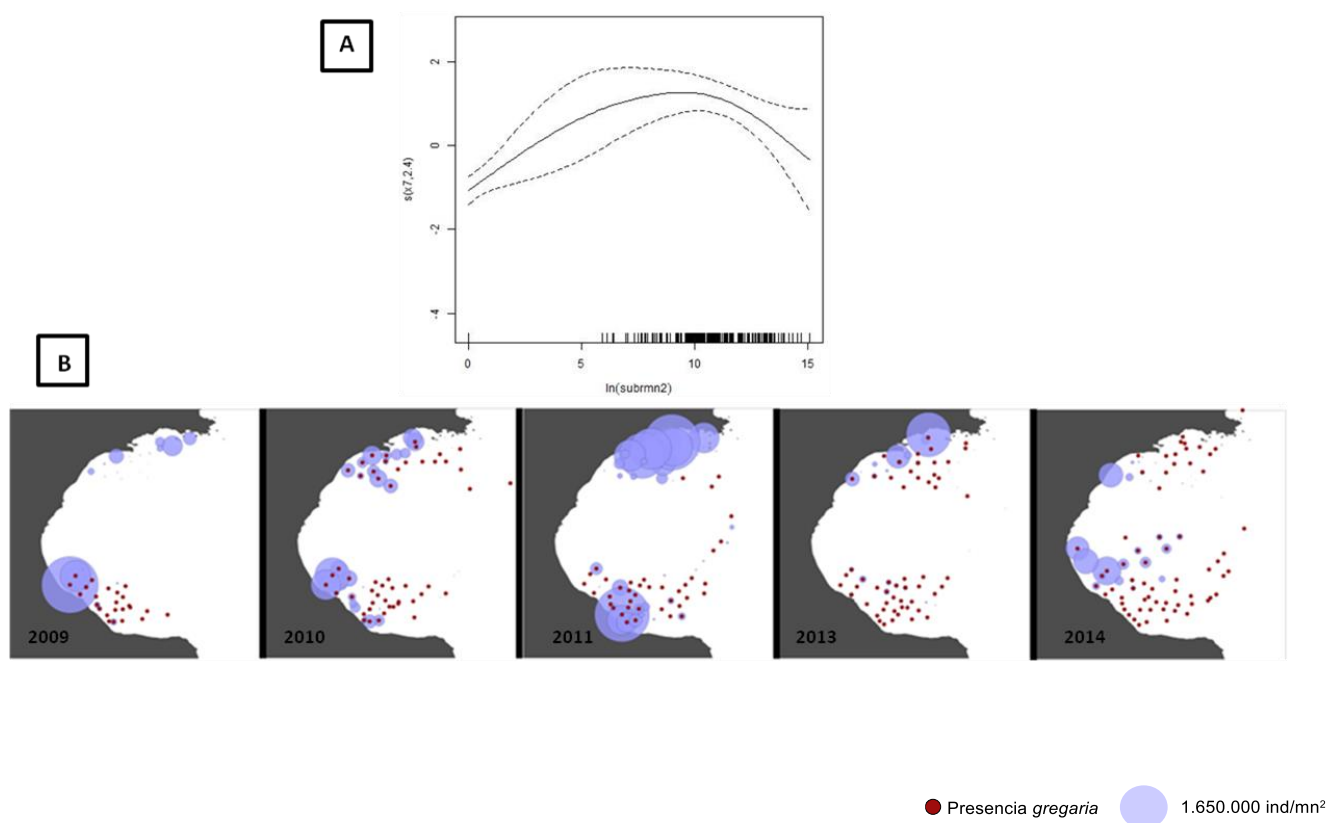 A
2
0
-2
-4
s(x7,2.4)
0 5 10 15
ln(subrmn2)
B
2009 2010 2011 2013 2014
Presencia gregaria 1.650.000 ind/mn²